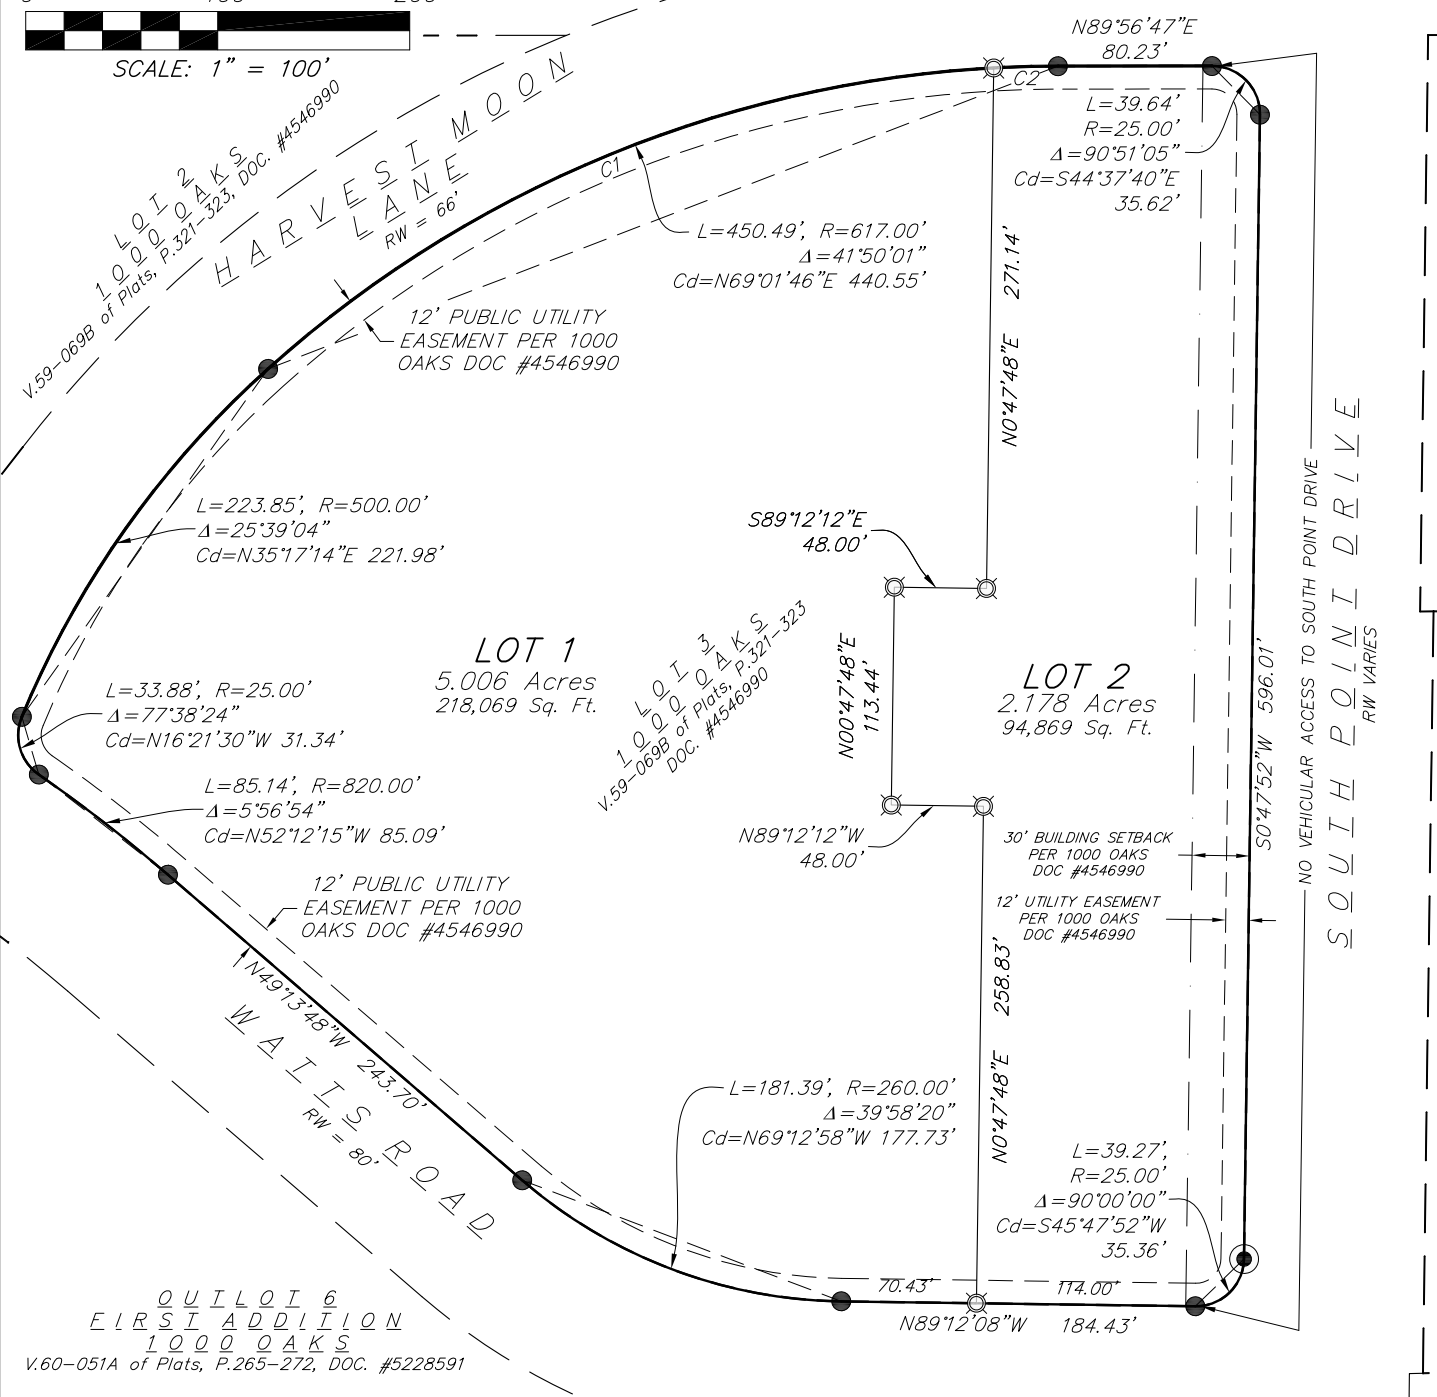 SCALE: 1" = 100'
N89°56'47"E
80.23'
C2
L=39.64'
R=25.00'
Δ=90°51'05"
Cd=S44°37'40"E
35.62'
LOT 2
1000 OAKS
V.59-069B of Plats, P.321-323, DOC. #4546990
HARVEST MOON
LANE
RW = 66'
C1
L=450.49', R=617.00'
Δ=41°50'01"
Cd=N69°01'46"E 440.55'
12' PUBLIC UTILITY
EASEMENT PER 1000
OAKS DOC #4546990
N0°47'48"E 271.14'
L=223.85', R=500.00'
Δ=25°39'04"
Cd=N35°17'14"E 221.98'
S89°12'12"E
48.00'
LOT 1
5.006 Acres
218,069 Sq. Ft.
LOT 3
1000 OAKS
V.59-069B of Plats, P.321-323
DOC. #4546990
N00°47'48"E
113.44'
LOT 2
2.178 Acres
94,869 Sq. Ft.
S0°47'52"W 596.01'
NO VEHICULAR ACCESS TO SOUTH POINT DRIVE
SOUTH POINT DRIVE
RW VARIES
L=33.88', R=25.00'
Δ=77°38'24"
Cd=N16°21'30"W 31.34'
L=85.14', R=820.00'
Δ=5°56'54"
Cd=N52°12'15"W 85.09'
N89°12'12"W
48.00'
30' BUILDING SETBACK
PER 1000 OAKS
DOC #4546990
12' UTILITY EASEMENT
PER 1000 OAKS
DOC #4546990
12' PUBLIC UTILITY
EASEMENT PER 1000
OAKS DOC #4546990
N49°13'48"W 243.70'
WATTS ROAD
RW = 80'
N0°47'48"E 258.83'
L=181.39', R=260.00'
Δ=39°58'20"
Cd=N69°12'58"W 177.73'
L=39.27',
R=25.00'
Δ=90°00'00"
Cd=S45°47'52"W
35.36'
70.43'
114.00'
N89°12'08"W 184.43'
OUTLOT 6
FIRST ADDITION
1000 OAKS
V.60-051A of Plats, P.265-272, DOC. #5228591